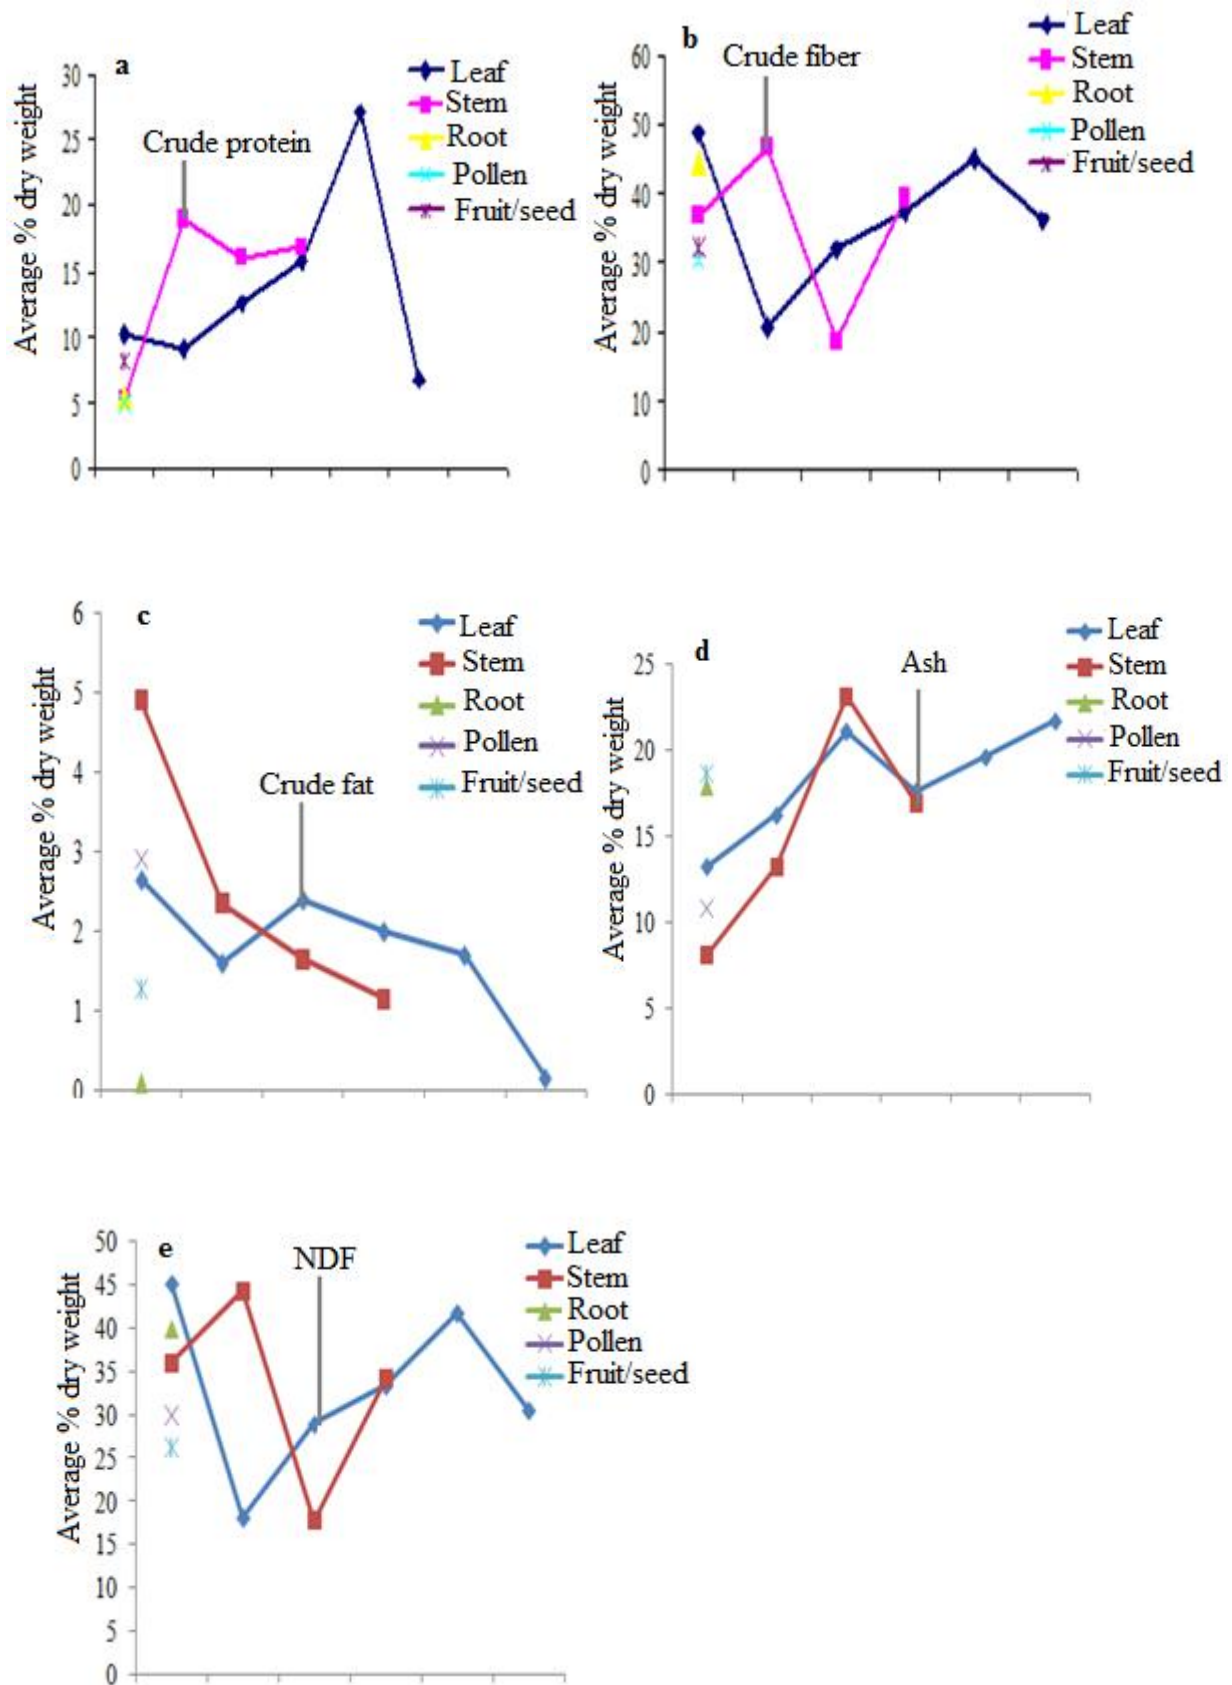 a
Crude protein
Average % dry weight
30
25
20
15
10
5
0
Leaf
Stem
Root
Pollen
Fruit/seed
b
Crude fiber
Average % dry weight
60
50
40
30
20
10
0
Leaf
Stem
Root
Pollen
Fruit/seed
c
Crude fat
Average % dry weight
6
5
4
3
2
1
0
Leaf
Stem
Root
Pollen
Fruit/seed
d
Ash
Average % dry weight
25
20
15
10
5
0
Leaf
Stem
Root
Pollen
Fruit/seed
e
NDF
Average % dry weight
50
45
40
35
30
25
20
15
10
5
0
Leaf
Stem
Root
Pollen
Fruit/seed